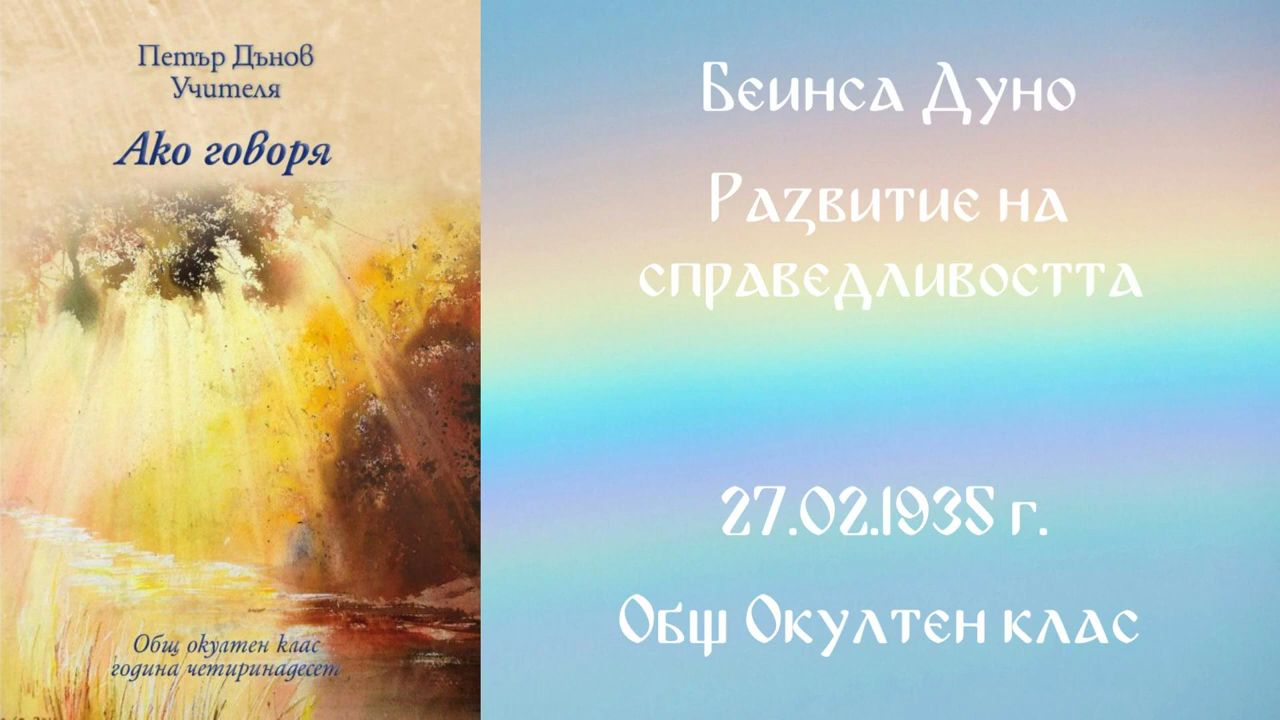 Петър Дънов
Учителя
Ако говоря
Общ окултен клас
година четиринадесет
Беинса Дуно
Развитие на
справедливостта
27.02.1935 г.
Общ Окултен клас